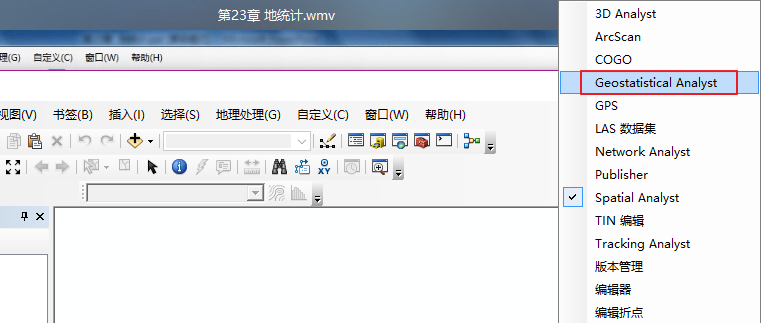 第23章 地统计.wmv
理(G) 自定义(C) 窗口(W) 帮助(H)
视图(V) 书签(B) 插入(I) 选择(S) 地理处理(G) 自定义(C) 窗口(W) 帮助(H)
XY
3D Analyst
ArcScan
COGO
Geostatistical Analyst
GPS
LAS 数据集
Network Analyst
Publisher
Spatial Analyst
TIN 编辑
Tracking Analyst
版本管理
编辑器
编辑折点